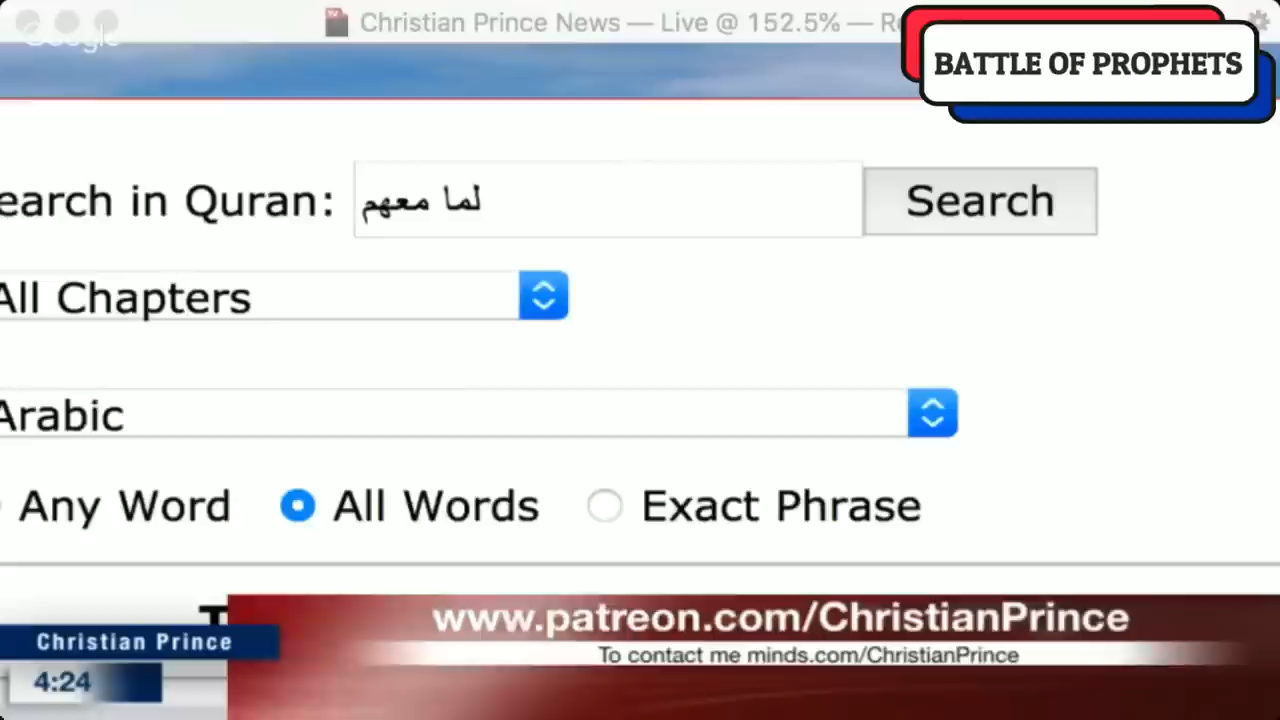 Christian Prince News — Live @ 152.5% — R
Google
BATTLE OF PROPHETS
earch in Quran:
لما معهم
Search
All Chapters
Arabic
Any Word
All Words
Exact Phrase
www.patreon.com/ChristianPrince
Christian Prince
To contact me minds.com/ChristianPrince
4:24